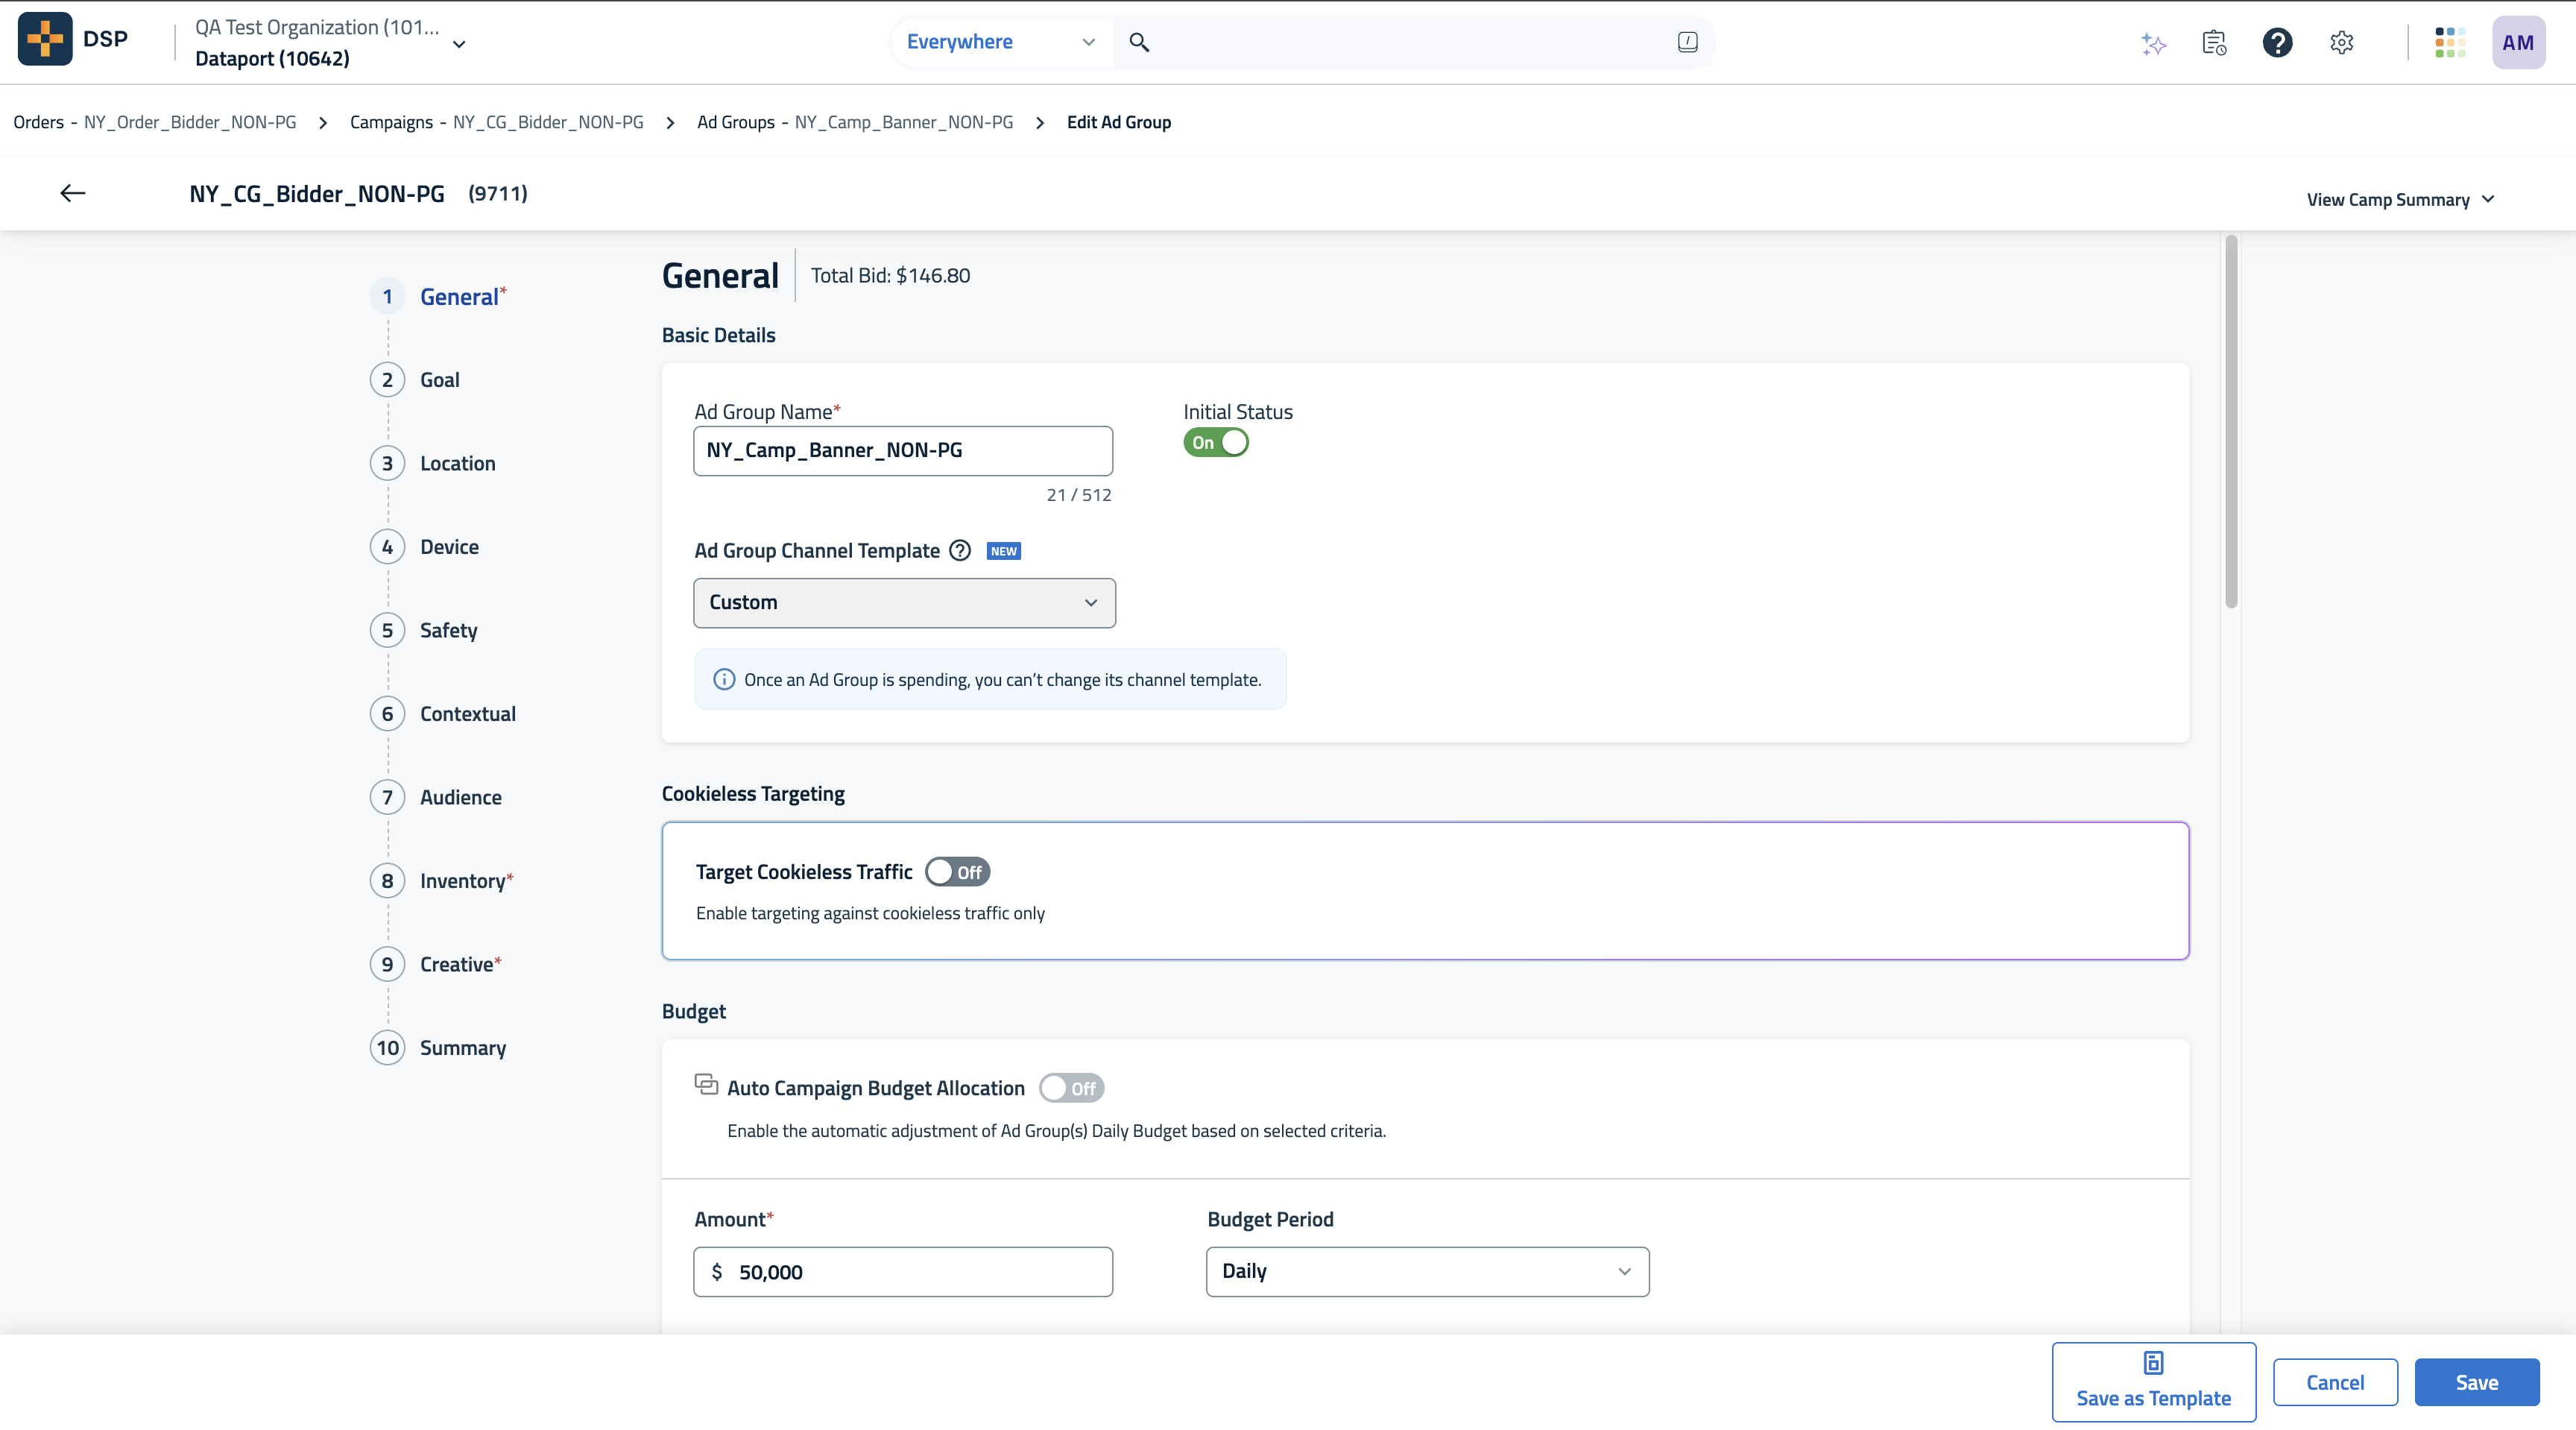 DSP
QA Test Organization (101...
Dataport (10642)
Everywhere
/
AM
Orders - NY_Order_Bidder_NON-PG > Campaigns - NY_CG_Bidder_NON-PG > Ad Groups - NY_Camp_Banner_NON-PG > Edit Ad Group
NY_CG_Bidder_NON-PG (9711)
View Camp Summary
1 General*
2 Goal
3 Location
4 Device
5 Safety
6 Contextual
7 Audience
8 Inventory*
9 Creative*
10 Summary
General
Total Bid: $146.80
Basic Details
Ad Group Name*
NY_Camp_Banner_NON-PG
21 / 512
Initial Status
On
Ad Group Channel Template ? NEW
Custom
Once an Ad Group is spending, you can’t change its channel template.
Cookieless Targeting
Target Cookieless Traffic Off
Enable targeting against cookieless traffic only
Budget
Auto Campaign Budget Allocation Off
Enable the automatic adjustment of Ad Group(s) Daily Budget based on selected criteria.
Amount*
$ 50,000
Budget Period
Daily
Save as Template
Cancel
Save